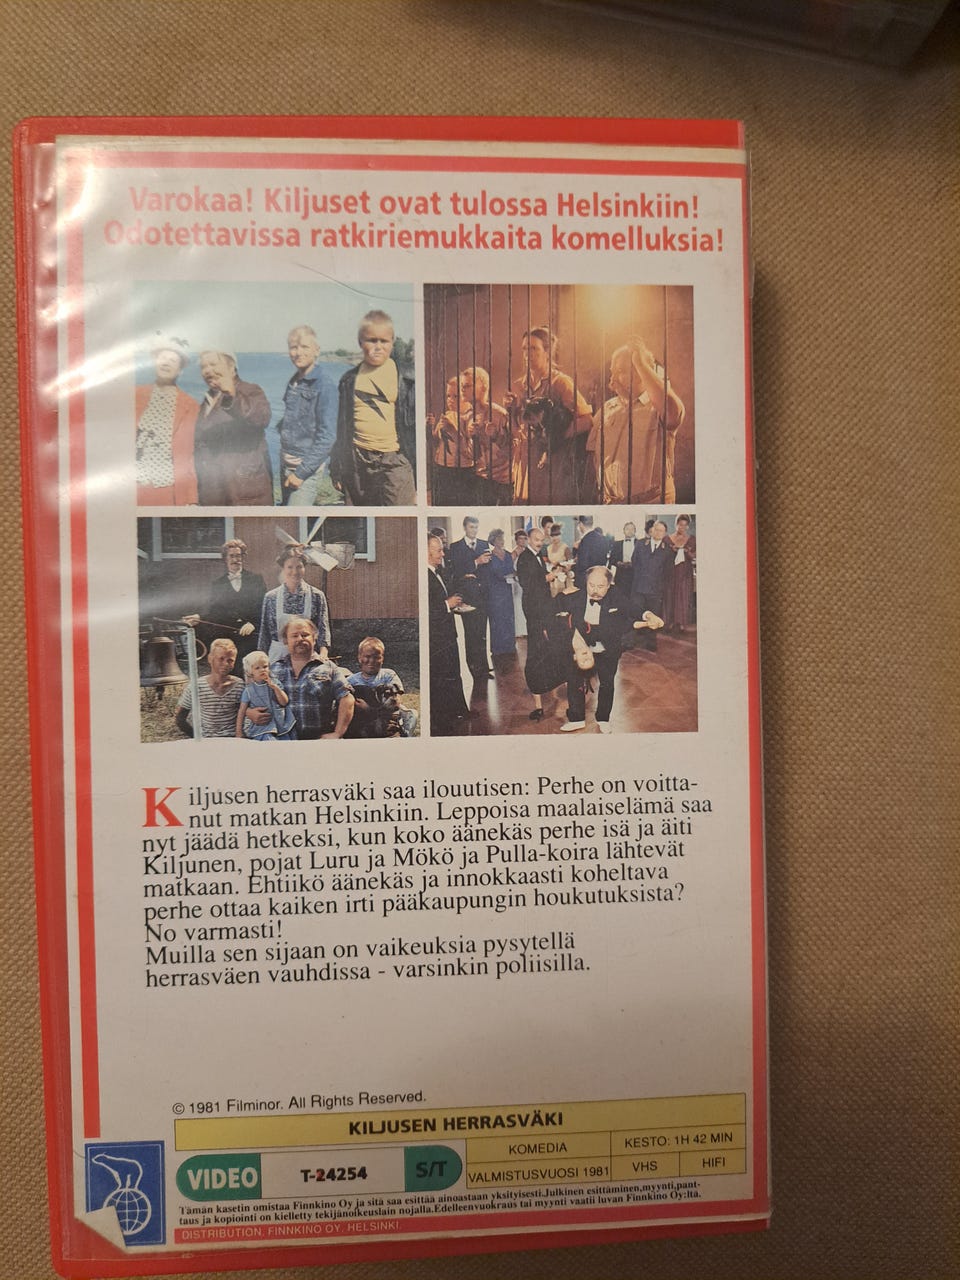 Varokaa! Kiljuset ovat tulossa Helsinkiin!
Odotettavissa ratkiriemukkaita komelluksia!
Kiljusen herrasväki saa ilouutisen: Perhe on voitta-
nut matkan Helsinkiin. Leppoisa maalaiselämä saa
nyt jäädä hetkeksi, kun koko äänekäs perhe isä ja äiti
Kiljunen, pojat Luru ja Mökö ja Pulla-koira lähtevät
matkaan. Ehtiikö äänekäs ja innokkaasti koheltava
perhe ottaa kaiken irti pääkaupungin houkutuksista?
No varmasti!
Muilla sen sijaan on vaikeuksia pysytellä
herrasväen vauhdissa - varsinkin poliisilla.
© 1981 Filminor. All Rights Reserved.
KILJUSEN HERRASVÄKI
VIDEO T-24254 S/T
KOMEDIA KESTO: 1H 42 MIN
VALMISTUSVUOSI 1981 VHS HIFI
Tämän kasetin omistaa Finnkino Oy ja sitä saa esittää ainoastaan yksityisesti.Julkinen esittäminen,myynti,pant-
taus ja kopiointi on kielletty tekijänoikeuslain nojalla.Edelleenvuokraus tai myynti vaatii luvan Finnkino Oy:ltä.
DISTRIBUTION, FINNKINO OY, HELSINKI.